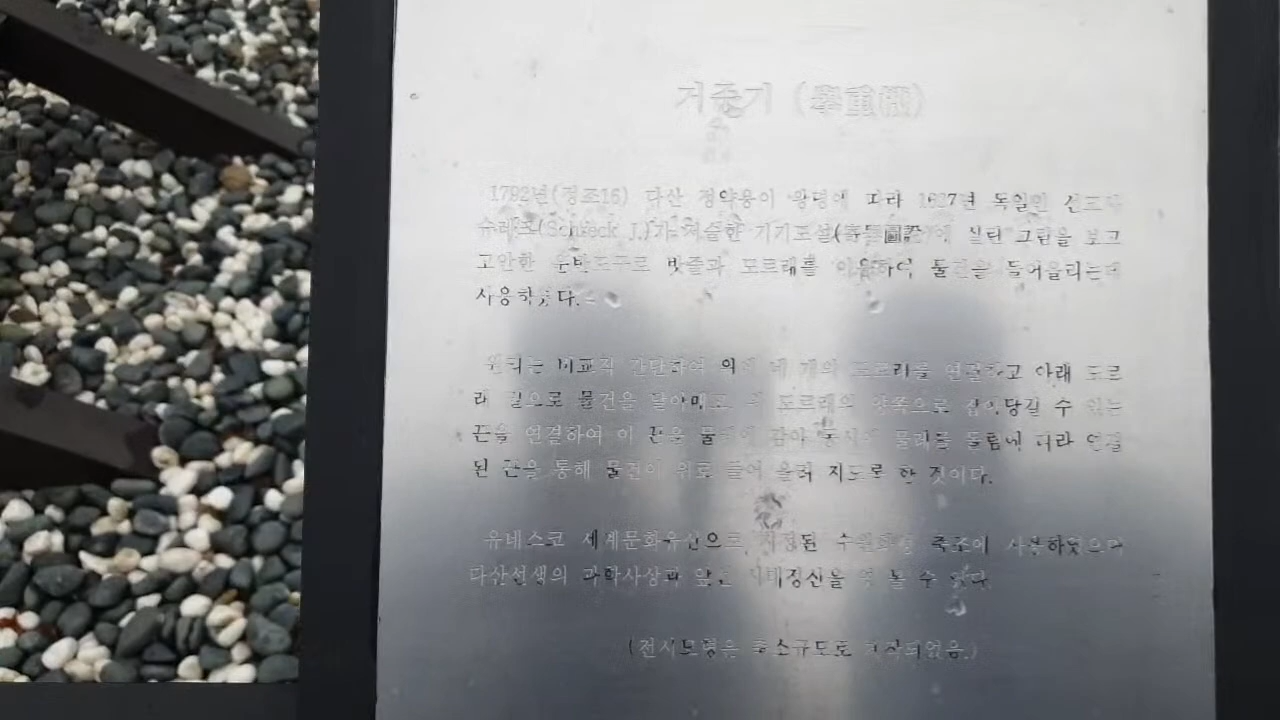 거중기 (擧重機)
1792년(정조16) 다산 정약용이 왕명에 따라 1627년 독일인 선교사
슈레크(Schreck J.)가 저술한 기기도설(奇器圖說)에 실린 그림을 보고
고안한 운반도구로 밧줄과 도르래를 이용하여 물건을 들어올리는데
사용하였다.
원리는 비교적 간단하여 위에 네 개의 도르래를 연결하고 아래 도르
래 밑으로 물건을 달아매고 도르래의 양쪽으로 잡아당길 수 있는
끈을 연결하여 이 끈을 물레에 감아 동시에 물레를 돌림에 따라 연결
된 끈을 통해 물건이 위로 들어 올려 지도록 한 것이다.
유네스코 세계문화유산으로 지정된 수원화성 축조에 사용하였으며
다산선생의 과학사상과 앞선 정신을 엿 볼 수 있다.
(전시모형은 축소규모로 제작되었음.)